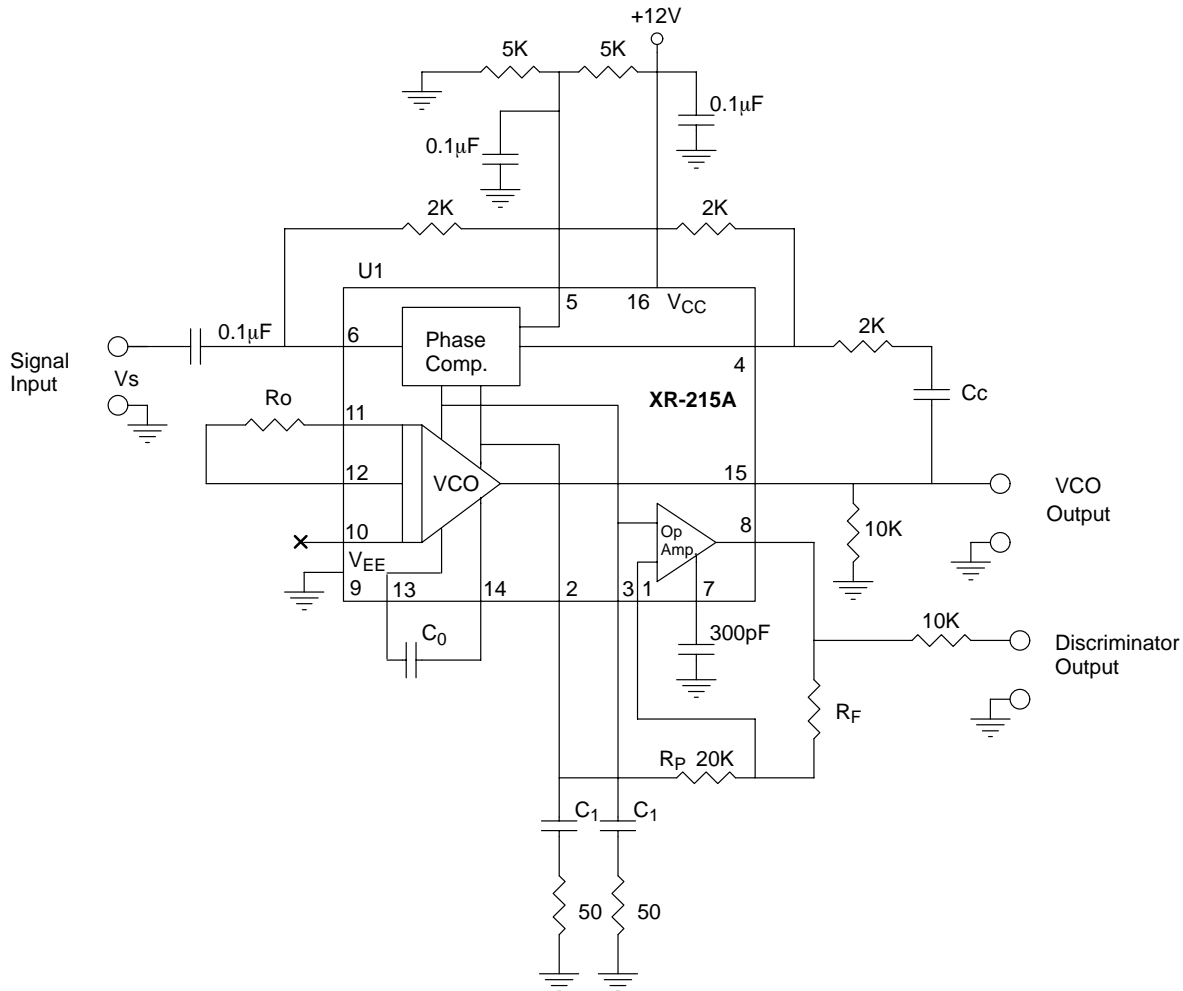 +12V
5K
5K
0.1μF
0.1μF
2K
2K
U1
5
16
VCC
Signal
Input
Vs
0.1μF
6
Phase
Comp.
4
2K
Cc
XR-215A
Ro
11
12
VCO
15
VCO
Output
10
Op
Amp.
8
10K
VEE
9
13
14
2
3
1
7
C0
300pF
10K
Discriminator
Output
RF
RP 20K
C1
C1
50
50